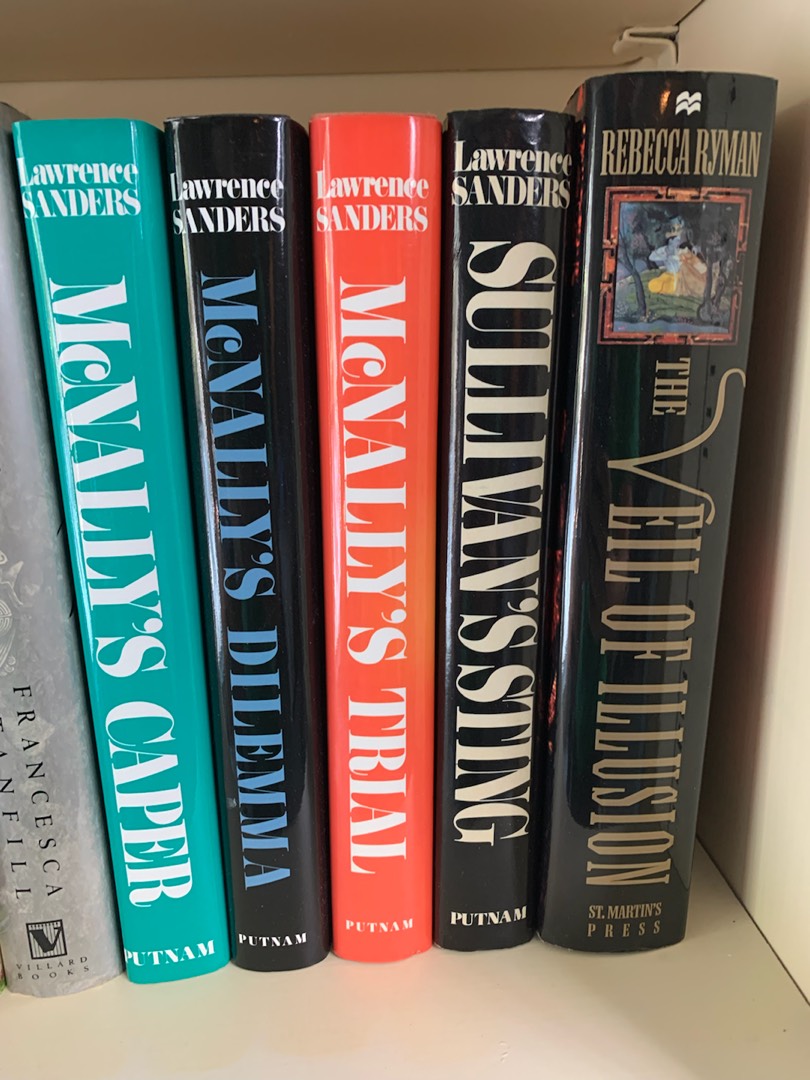 FRANCESCA
STANFILL
VILLARD
BOOKS
Lawrence
SANDERS
McNALLY'S CAPER
PUTNAM
Lawrence
SANDERS
McNALLY'S DILEMMA
PUTNAM
Lawrence
SANDERS
McNALLY'S TRIAL
PUTNAM
Lawrence
SANDERS
SULLIVAN'S STING
PUTNAM
REBECCA RYMAN
THE
VEIL OF ILLUSION
ST. MARTIN'S
PRESS